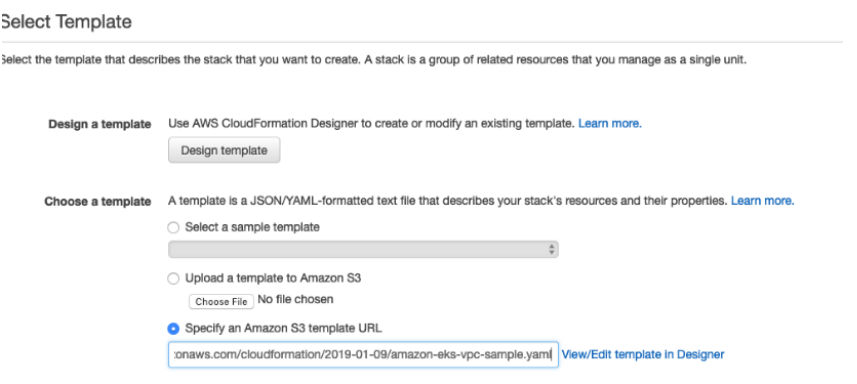 Select Template
Select the template that describes the stack that you want to create. A stack is a group of related resources that you manage as a single unit.
Design a template Use AWS CloudFormation Designer to create or modify an existing template. Learn more.
Design template
Choose a template A template is a JSON/YAML-formatted text file that describes your stack's resources and their properties. Learn more.
Select a sample template
Upload a template to Amazon S3
Choose File No file chosen
Specify an Amazon S3 template URL
onaws.com/cloudformation/2019-01-09/amazon-eks-vpc-sample.yaml View/Edit template in Designer